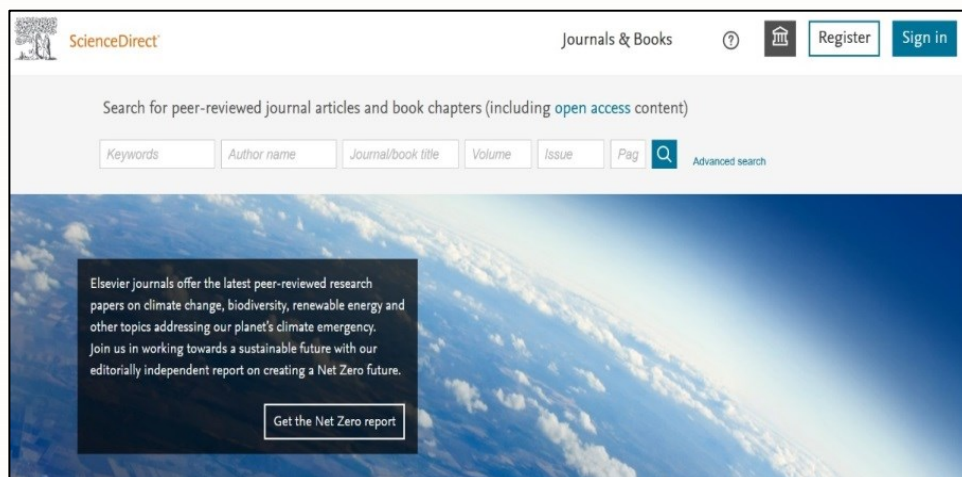 ScienceDirect
Journals & Books
?
Register
Sign in
Search for peer-reviewed journal articles and book chapters (including open access content)
Keywords
Author name
Journal/book title
Volume
Issue
Pag
Advanced search
Elsevier journals offer the latest peer-reviewed research
papers on climate change, biodiversity, renewable energy and
other topics addressing our planet's climate emergency.
Join us in working towards a sustainable future with our
editorially independent report on creating a Net Zero future.
Get the Net Zero report